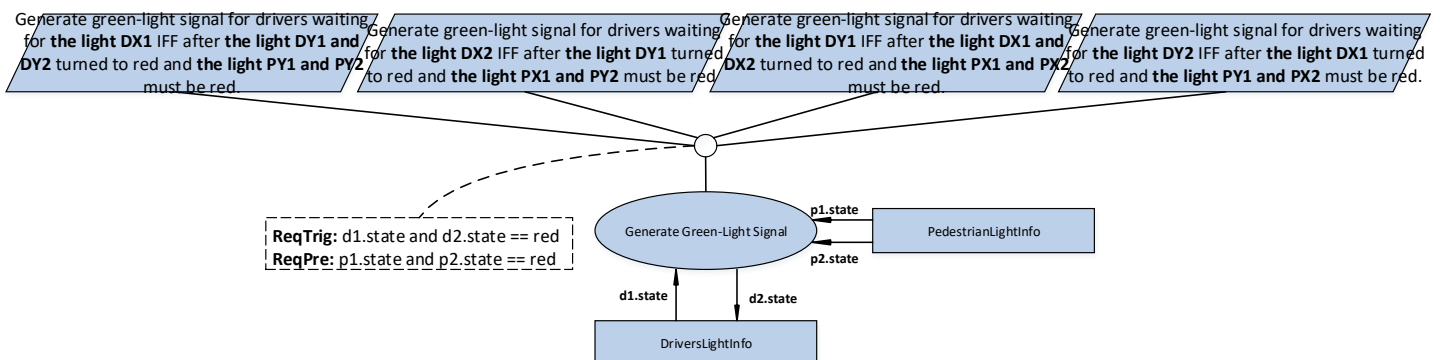 Generate green-light signal for drivers waiting
for the light DX1 IFF after the light DY1 and
DY2 turned to red and the light PY1 and PY2
must be red.
Generate green-light signal for drivers waiting
for the light DX2 IFF after the light DY1 turned
to red and the light PX1 and PY2 must be red.
Generate green-light signal for drivers waiting
for the light DY1 IFF after the light DX1 and
DX2 turned to red and the light PX1 and PX2
must be red.
Generate green-light signal for drivers waiting
for the light DY2 IFF after the light DX1 turned
to red and the light PY1 and PX2 must be red.
ReqTrig: d1.state and d2.state == red
ReqPre: p1.state and p2.state == red
Generate Green-Light Signal
p1.state
p2.state
PedestrianLightInfo
d1.state
d2.state
DriversLightInfo